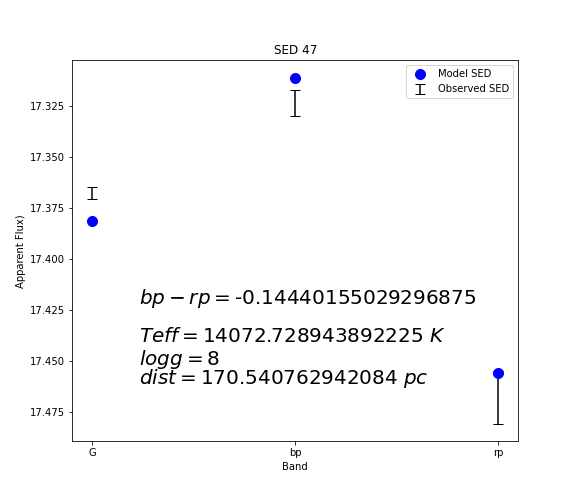 SED 47
Model SED
Observed SED
17.325
17.350
17.375
17.400
17.425
17.450
17.475
Apparent Flux)
bp − rp = -0.14440155029296875
Teff = 14072.728943892225 K
logg = 8
dist = 170.540762942084 pc
G bp rp
Band